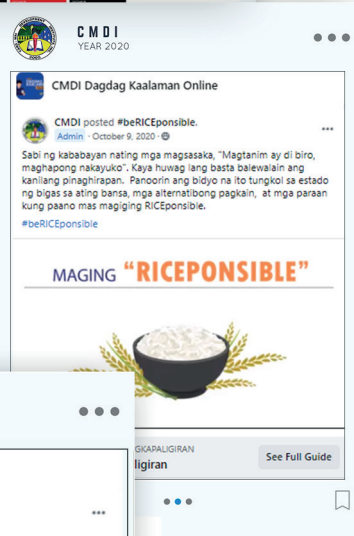 CMDI
YEAR 2020
CMDI Dagdag Kaalaman Online
CMDI posted #beRICEponsible.
Admin · October 9, 2020 ·
Sabi ng kababayan nating mga magsasaka, "Magtanim ay di biro,
maghapong nakayuko". Kaya huwag lang basta balewalain ang
kanilang pinaghirapan. Panoorin ang bidyo na ito tungkol sa estado
ng bigas sa ating bansa, mga alternatibong pagkain, at mga paraan
kung paano mas magiging RICEponsible.
#beRICEponsible
MAGING "RICEPONSIBLE"
GKAPALIGIRAN
ligiran
See Full Guide